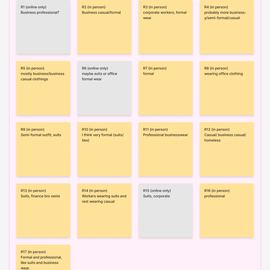 R1 (online only)
Business professional?
R2 (in person)
Business casual/formal
R3 (in person)
corporate workers, formal
wear
R4 (in person)
probably more business-
y/semi-formal/casual
R5 (in person)
mostly business/business
casual clothings
R6 (online only)
maybe suits or office
formal wear
R7 (in person)
formal
R8 (in person)
wearing office clothing
R9 (in person)
Semi-formal outfit, suits
R10 (in person)
I think very formal (suits/
ties)
R11 (in person)
Professional businesswear
R12 (in person)
Casual/ business casual/
homeless
R13 (in person)
Suits, finance bro vests
R14 (in person)
Workers wearing suits and
rest wearing casual
R15 (online only)
Suits, corporate
R16 (in person)
professional
R17 (in person)
Formal and professional,
like suits and business
wear